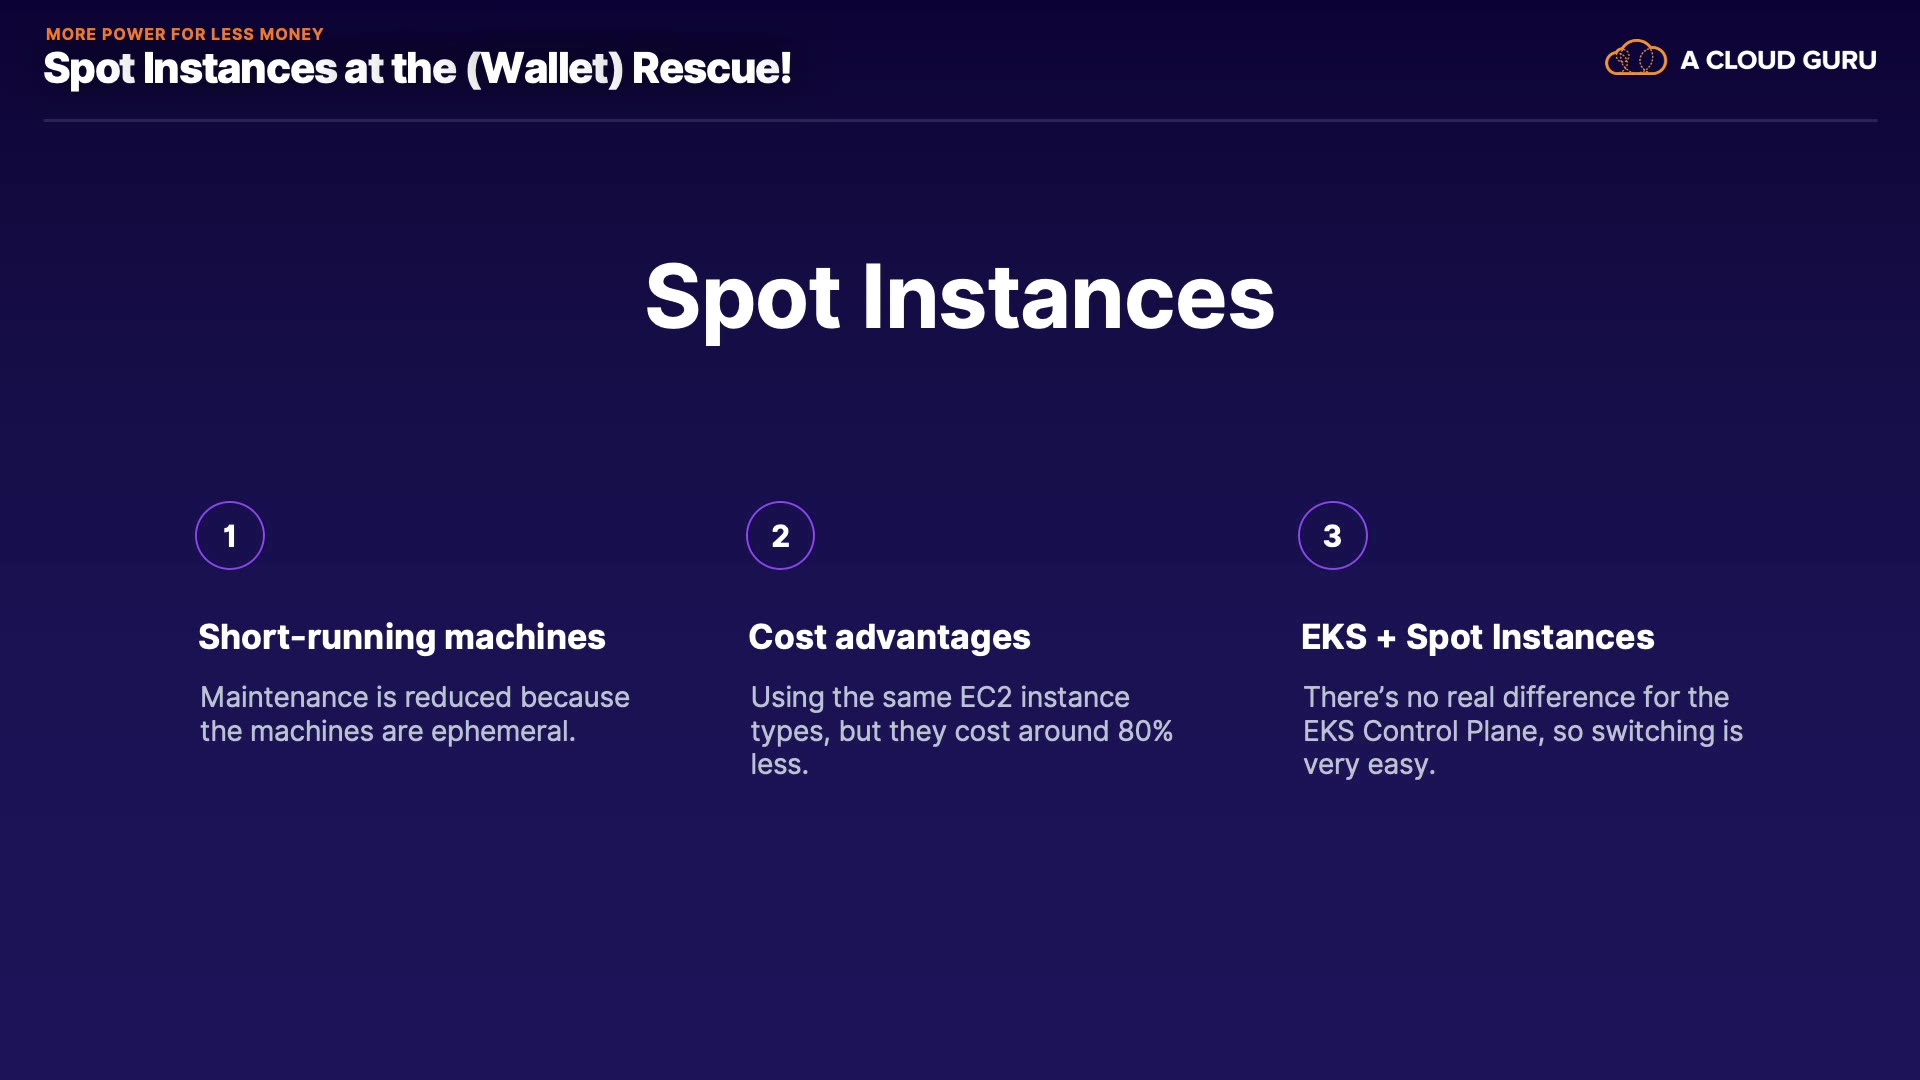 MORE POWER FOR LESS MONEY
Spot Instances at the (Wallet) Rescue!
A CLOUD GURU
Spot Instances
1
Short-running machines
Maintenance is reduced because
the machines are ephemeral.
2
Cost advantages
Using the same EC2 instance
types, but they cost around 80%
less.
3
EKS + Spot Instances
There’s no real difference for the
EKS Control Plane, so switching is
very easy.